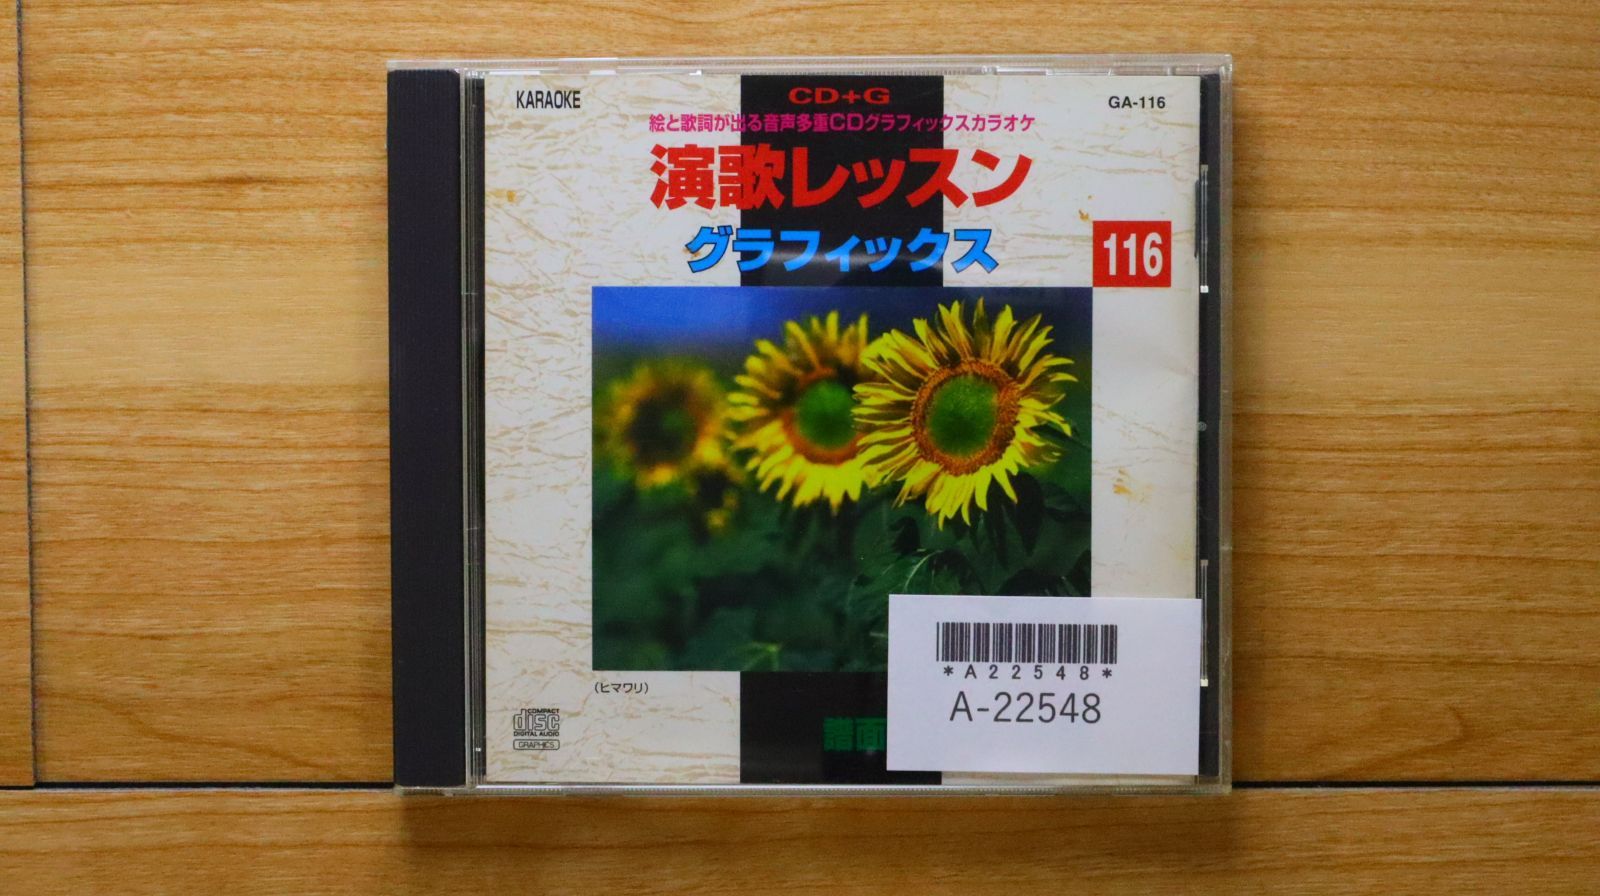 KARAOKE
CD+G
GA-116
絵と歌詞が出る音声多重CDグラフィックスカラオケ
演歌レッスン
グラフィックス
116
(ヒマワリ)
COMPACT
disc
DIGITAL AUDIO
GRAPHICS
譜面
*A22548*
A-22548